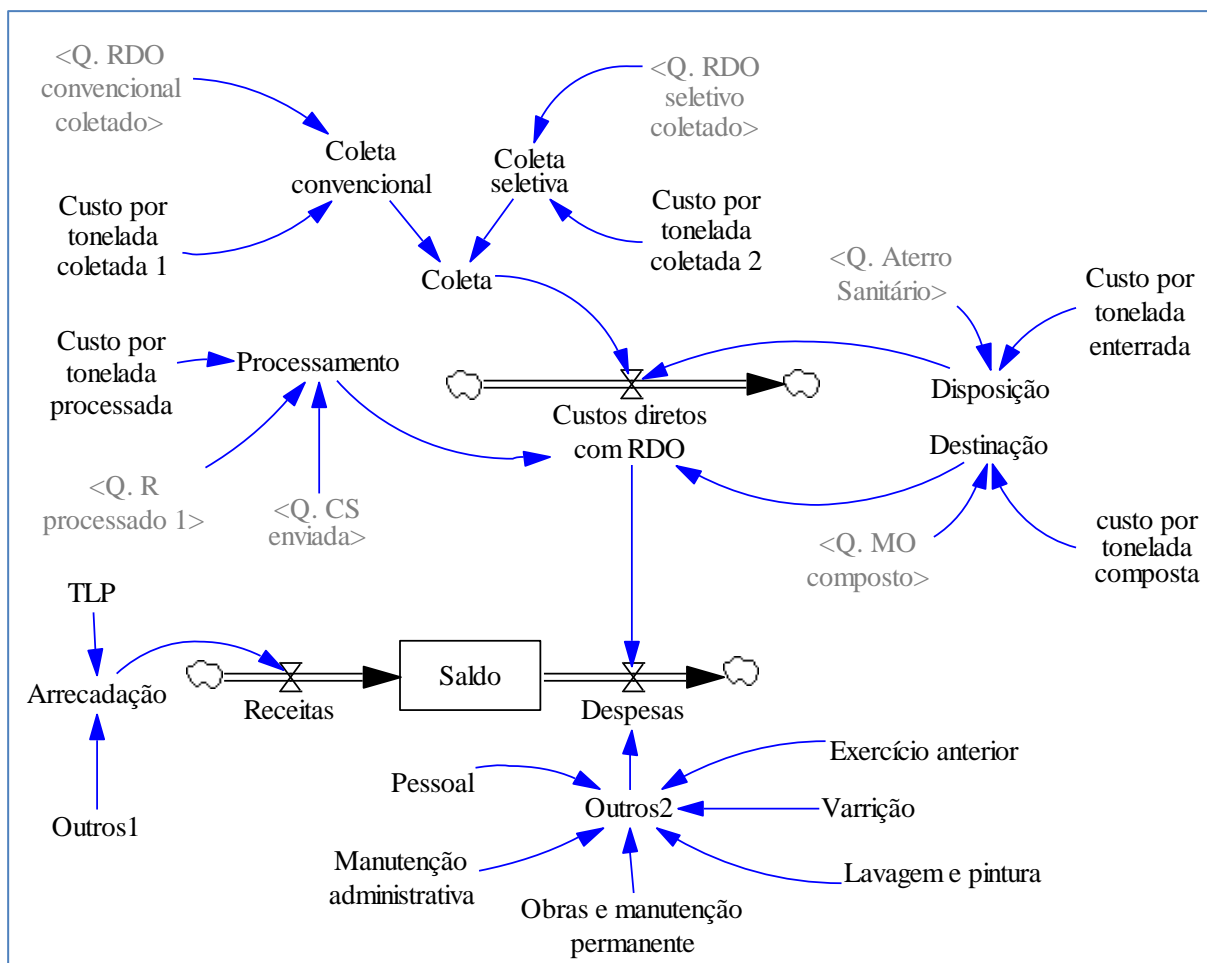 <Q. RDO
convencional
coletado>
<Q. RDO
seletivo
coletado>
Coleta
convencional
Coleta
seletiva
Custo por
tonelada
coletada 1
Custo por
tonelada
coletada 2
Coleta
<Q. Aterro
Sanitário>
Custo por
tonelada
enterrada
Custo por
tonelada
processada
Processamento
Disposição
Custos diretos
com RDO
Destinação
<Q. R
processado 1>
<Q. CS
enviada>
<Q. MO
composto>
custo por
tonelada
composta
TLP
Arrecadação
Receitas
Saldo
Despesas
Outros1
Pessoal
Exercício anterior
Outros2
Varrição
Manutenção
administrativa
Lavagem e pintura
Obras e manutenção
permanente